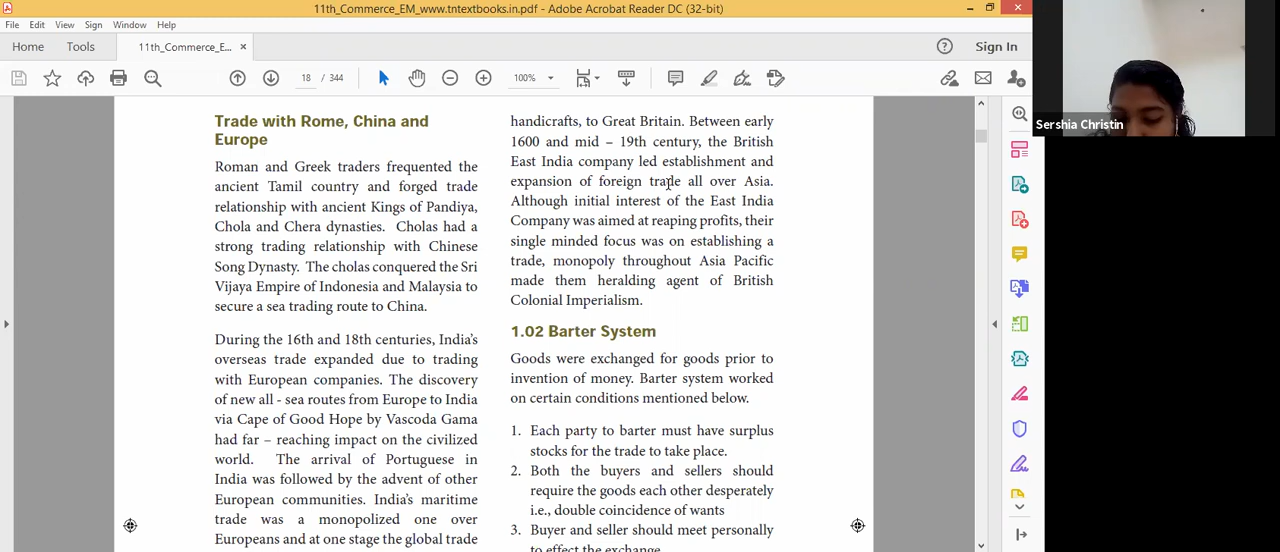 11th_Commerce_EM_www.tntextbooks.in.pdf - Adobe Acrobat Reader DC (32-bit)
File Edit View Sign Window Help
Home Tools 11th_Commerce_E... × Sign In
18 / 344 100%
Trade with Rome, China and
Europe
Roman and Greek traders frequented the
ancient Tamil country and forged trade
relationship with ancient Kings of Pandiya,
Chola and Chera dynasties. Cholas had a
strong trading relationship with Chinese
Song Dynasty. The cholas conquered the Sri
Vijaya Empire of Indonesia and Malaysia to
secure a sea trading route to China.
During the 16th and 18th centuries, India's
overseas trade expanded due to trading
with European companies. The discovery
of new all - sea routes from Europe to India
via Cape of Good Hope by Vascoda Gama
had far – reaching impact on the civilized
world. The arrival of Portuguese in
India was followed by the advent of other
European communities. India's maritime
trade was a monopolized one over
Europeans and at one stage the global trade
handicrafts, to Great Britain. Between early
1600 and mid – 19th century, the British
East India company led establishment and
expansion of foreign trade all over Asia.
Although initial interest of the East India
Company was aimed at reaping profits, their
single minded focus was on establishing a
trade, monopoly throughout Asia Pacific
made them heralding agent of British
Colonial Imperialism.
1.02 Barter System
Goods were exchanged for goods prior to
invention of money. Barter system worked
on certain conditions mentioned below.
1. Each party to barter must have surplus
stocks for the trade to take place.
2. Both the buyers and sellers should
require the goods each other desperately
i.e., double coincidence of wants
3. Buyer and seller should meet personally
to effect the exchange.
Sershia Christin